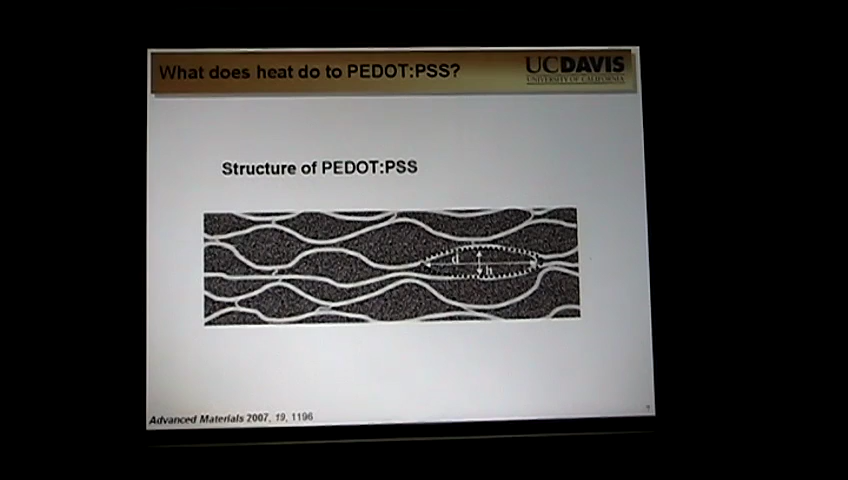 What does heat do to PEDOT:PSS?
UCDAVIS
UNIVERSITY OF CALIFORNIA
Structure of PEDOT:PSS
d
h
Advanced Materials 2007, 19, 1196